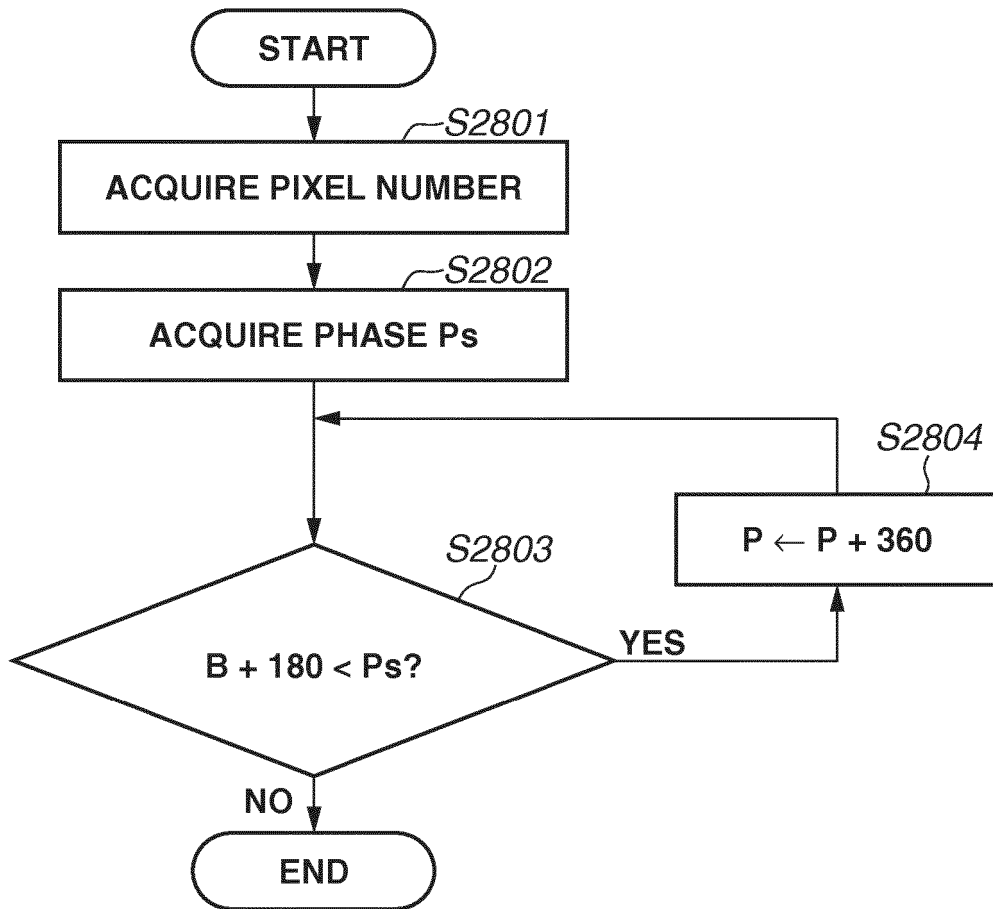 START
S2801
ACQUIRE PIXEL NUMBER
S2802
ACQUIRE PHASE Ps
S2804
P ← P + 360
S2803
B + 180 < Ps?
YES
NO
END